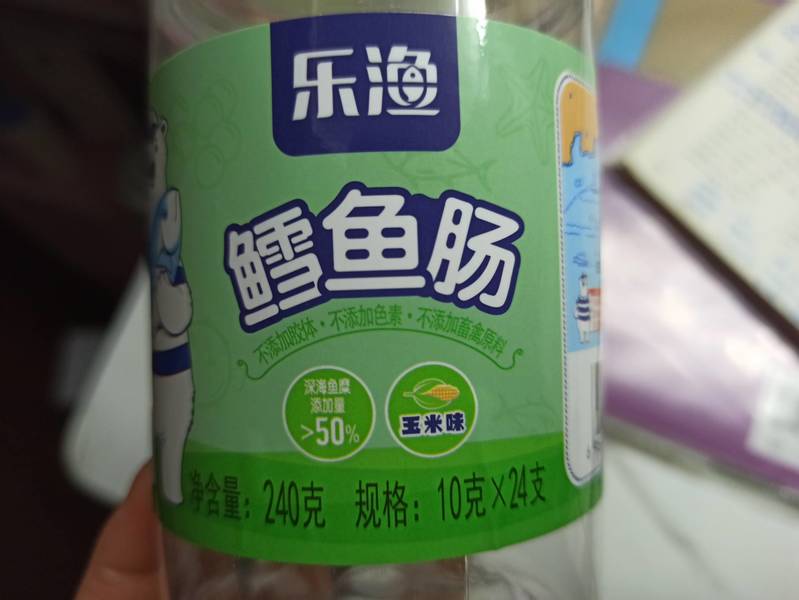 乐渔
鳕鱼肠
不添加胶体·不添加色素·不添加畜禽原料
深海鱼糜
添加量
>50%
玉米味
净含量：240克 规格：10克×24支